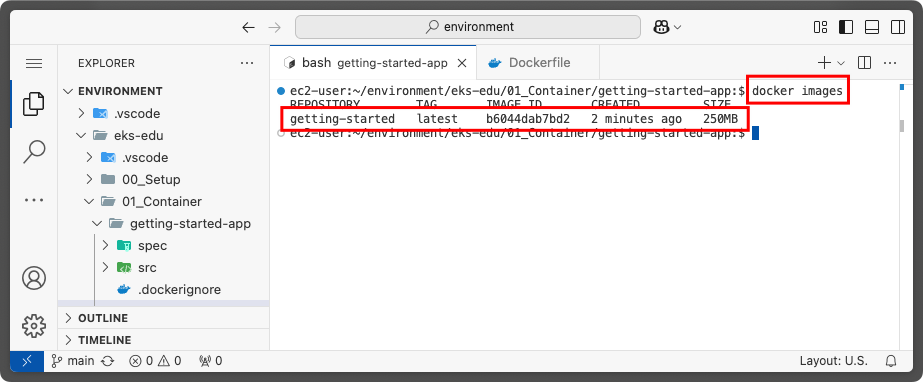 environment
EXPLORER
ENVIRONMENT
.vscode
eks-edu
.vscode
00_Setup
01_Container
getting-started-app
spec
src
.dockerignore
OUTLINE
TIMELINE
bash getting-started-app
Dockerfile
ec2-user:~/environment/eks-edu/01_Container/getting-started-app:$ docker images
REPOSITORY TAG IMAGE ID CREATED SIZE
getting-started latest b6044dab7bd2 2 minutes ago 250MB
ec2-user:~/environment/eks-edu/01_Container/getting-started-app:$
main 0 0 0 Layout: U.S.